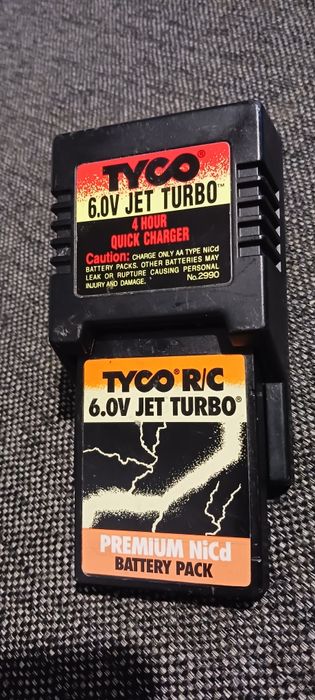 TYCO®
6.0V JET TURBO™
4 HOUR
QUICK CHARGER
Caution: CHARGE ONLY AA TYPE NiCd
BATTERY PACKS. OTHER BATTERIES MAY
LEAK OR RUPTURE CAUSING PERSONAL
INJURY AND DAMAGE. No.2990
TYCO® R/C
6.0V JET TURBO®
PREMIUM NiCd
BATTERY PACK